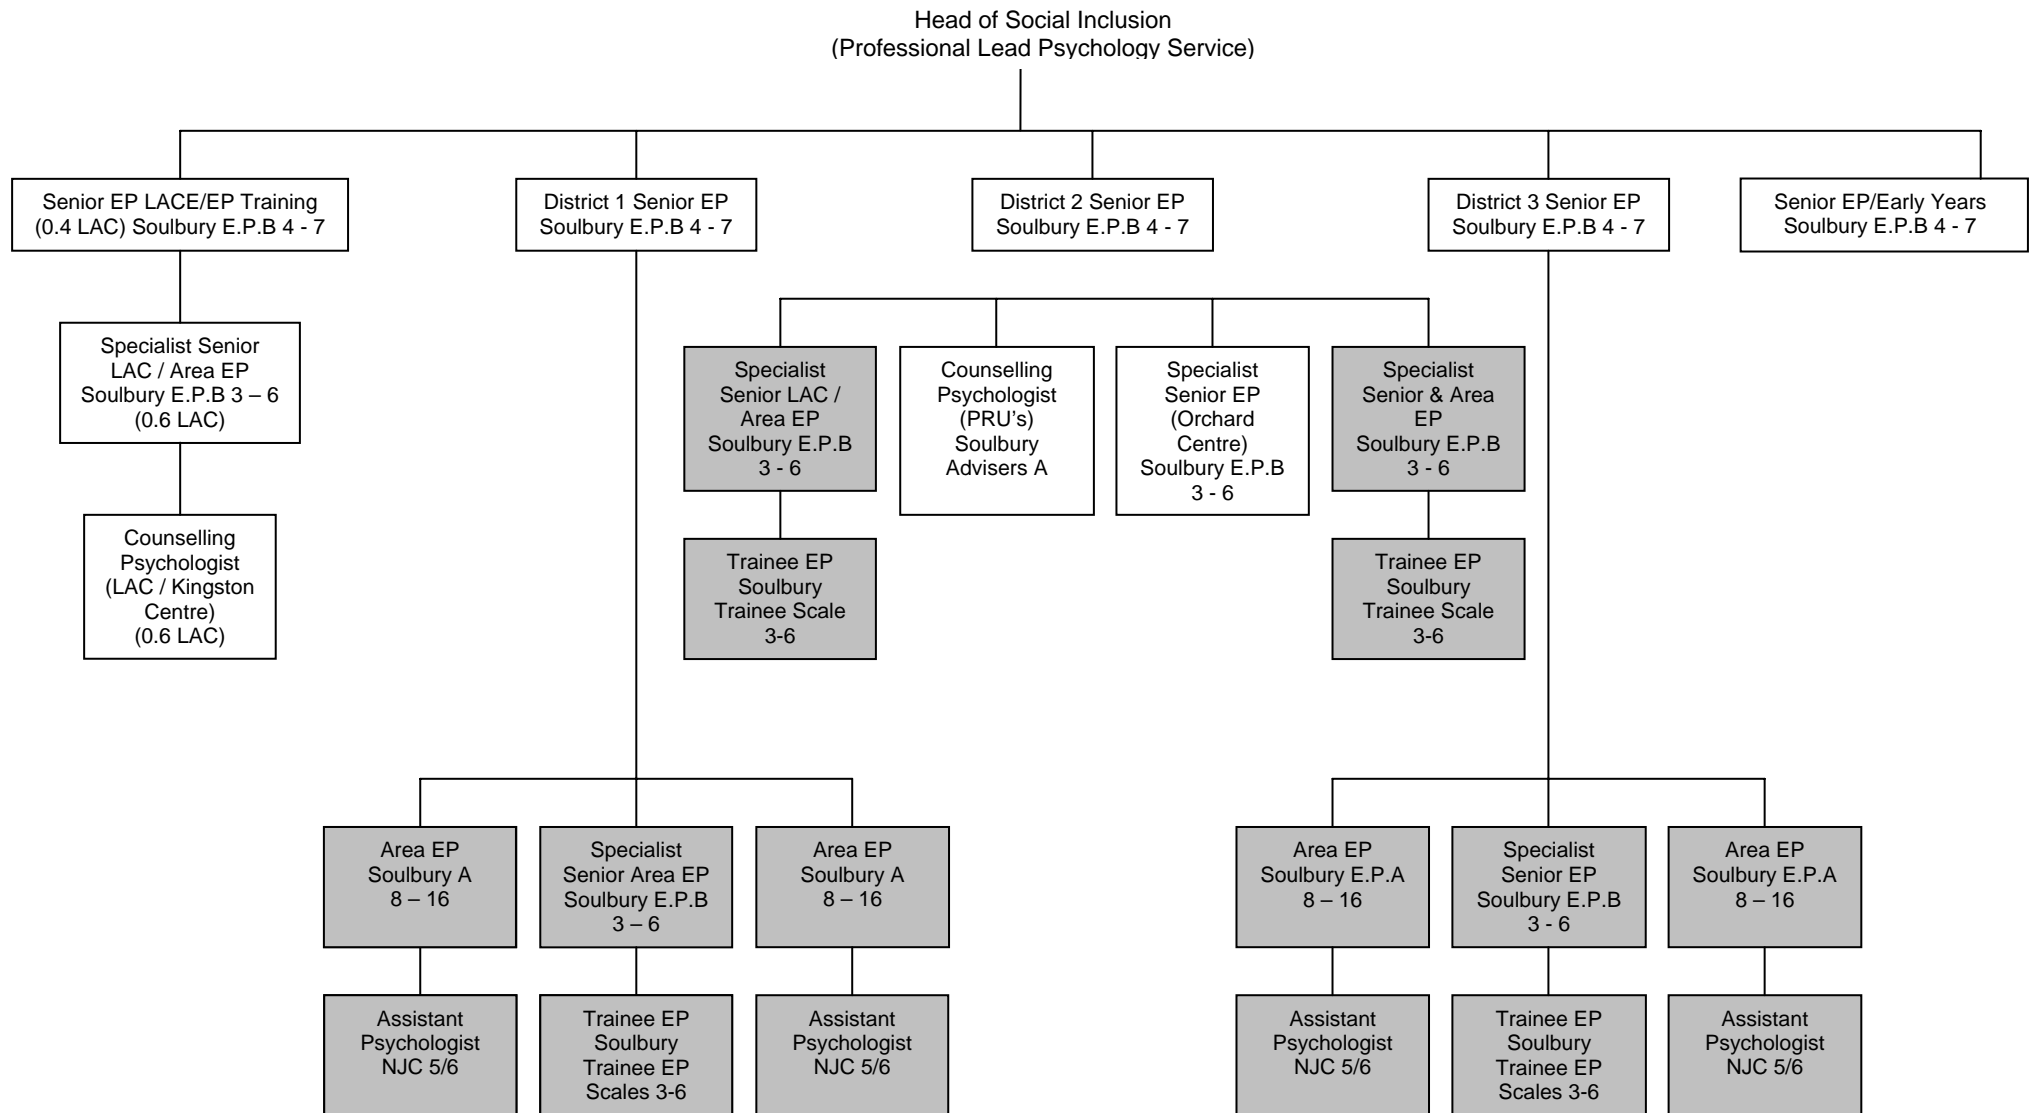 Head of Social Inclusion
(Professional Lead Psychology Service)
Senior EP LACE/EP Training
(0.4 LAC) Soulbury E.P.B 4 - 7
District 1 Senior EP
Soulbury E.P.B 4 - 7
District 2 Senior EP
Soulbury E.P.B 4 - 7
District 3 Senior EP
Soulbury E.P.B 4 - 7
Senior EP/Early Years
Soulbury E.P.B 4 - 7
Specialist Senior
LAC / Area EP
Soulbury E.P.B 3 – 6
(0.6 LAC)
Counselling
Psychologist
(LAC / Kingston
Centre)
(0.6 LAC)
Specialist
Senior LAC /
Area EP
Soulbury E.P.B
3 - 6
Counselling
Psychologist
(PRU’s)
Soulbury
Advisers A
Specialist
Senior EP
(Orchard
Centre)
Soulbury E.P.B
3 - 6
Specialist
Senior & Area
EP
Soulbury E.P.B
3 - 6
Trainee EP
Soulbury
Trainee Scale
3-6
Trainee EP
Soulbury
Trainee Scale
3-6
Area EP
Soulbury A
8 – 16
Specialist
Senior Area EP
Soulbury E.P.B
3 – 6
Area EP
Soulbury A
8 – 16
Area EP
Soulbury E.P.A
8 – 16
Specialist
Senior EP
Soulbury E.P.B
3 - 6
Area EP
Soulbury E.P.A
8 – 16
Assistant
Psychologist
NJC 5/6
Trainee EP
Soulbury
Trainee EP
Scales 3-6
Assistant
Psychologist
NJC 5/6
Assistant
Psychologist
NJC 5/6
Trainee EP
Soulbury
Trainee EP
Scales 3-6
Assistant
Psychologist
NJC 5/6